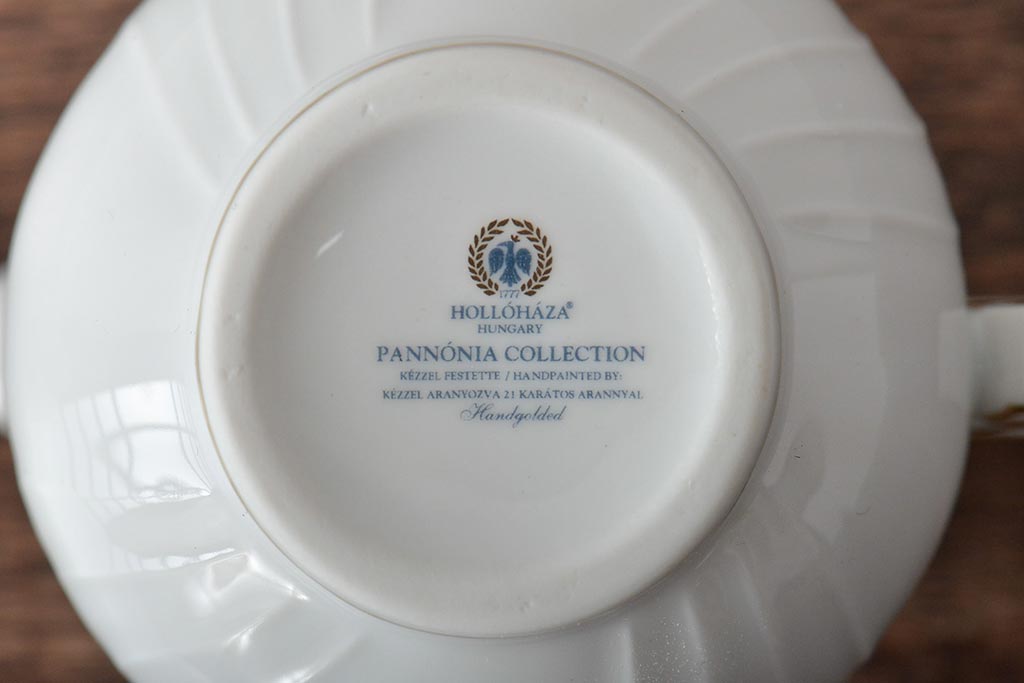 1777
HOLLÓHÁZA®
HUNGARY
PANNÓNIA COLLECTION
KÉZZEL FESTETTE / HANDPAINTED BY:
KÉZZEL ARANYOZVA 21 KARÁTOS ARANNYAL
Handgolded